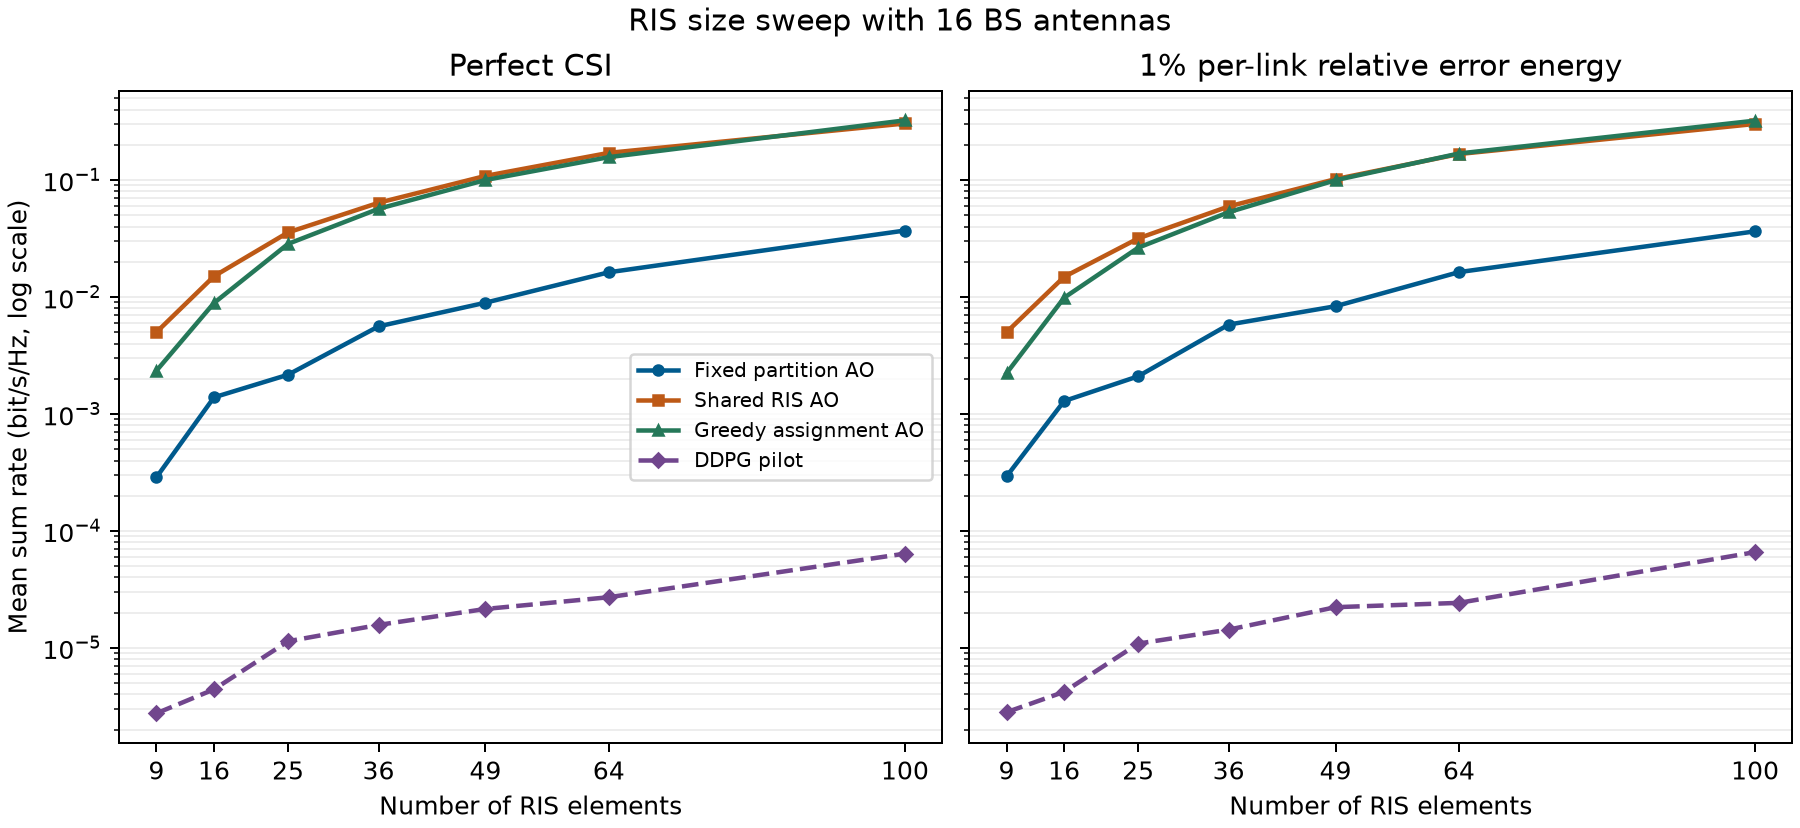 RIS size sweep with 16 BS antennas
Perfect CSI
1% per-link relative error energy
Mean sum rate (bit/s/Hz, log scale)
10⁻¹
10⁻²
10⁻³
10⁻⁴
10⁻⁵
Fixed partition AO
Shared RIS AO
Greedy assignment AO
DDPG pilot
9 16 25 36 49 64 100
9 16 25 36 49 64 100
Number of RIS elements
Number of RIS elements